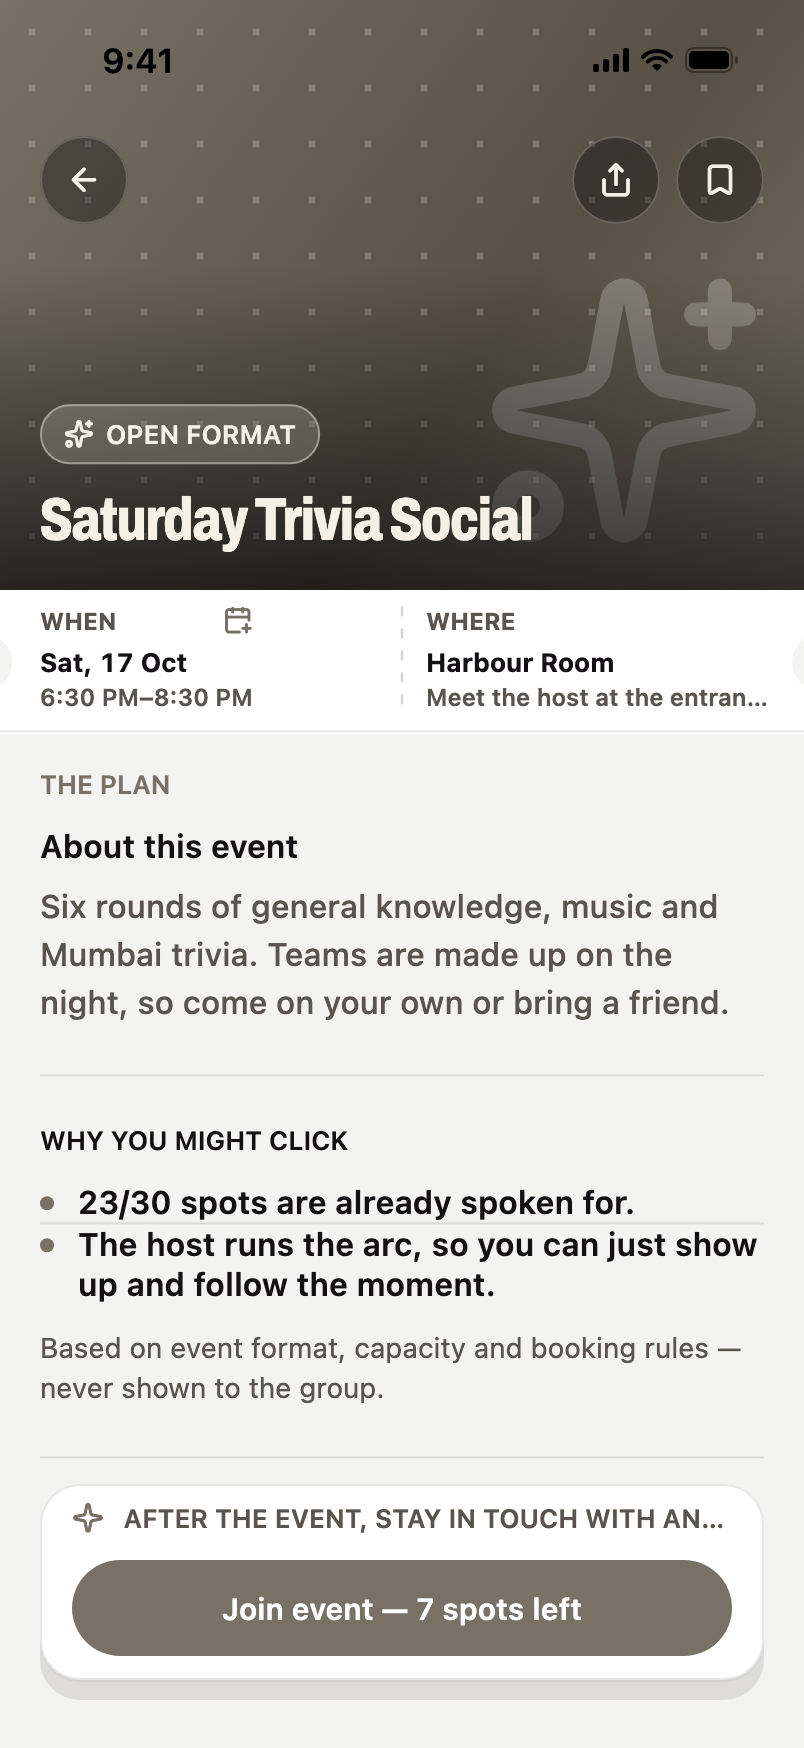 9:41
OPEN FORMAT
Saturday Trivia Social
WHEN
Sat, 17 Oct
6:30 PM–8:30 PM
WHERE
Harbour Room
Meet the host at the entran...
THE PLAN
About this event
Six rounds of general knowledge, music and
Mumbai trivia. Teams are made up on the
night, so come on your own or bring a friend.
WHY YOU MIGHT CLICK
23/30 spots are already spoken for.
The host runs the arc, so you can just show
up and follow the moment.
Based on event format, capacity and booking rules —
never shown to the group.
AFTER THE EVENT, STAY IN TOUCH WITH AN...
Join event — 7 spots left